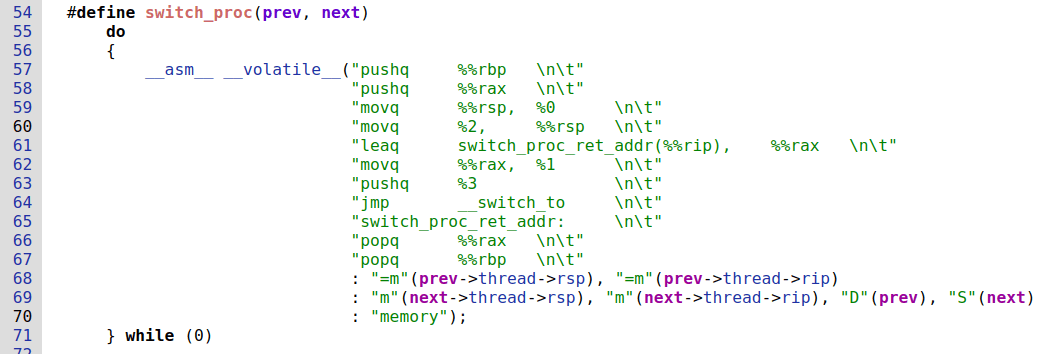 54 #define switch_proc(prev, next)
55 do
56 {
57 __asm__ __volatile__("pushq %%rbp \n\t"
58 "pushq %%rax \n\t"
59 "movq %%rsp, %0 \n\t"
60 "movq %2, %%rsp \n\t"
61 "leaq switch_proc_ret_addr(%%rip), %%rax \n\t"
62 "movq %%rax, %1 \n\t"
63 "pushq %3 \n\t"
64 "jmp __switch_to \n\t"
65 "switch_proc_ret_addr: \n\t"
66 "popq %%rax \n\t"
67 "popq %%rbp \n\t"
68 : "=m"(prev->thread->rsp), "=m"(prev->thread->rip)
69 : "m"(next->thread->rsp), "m"(next->thread->rip), "D"(prev), "S"(next)
70 : "memory");
71 } while (0)
72